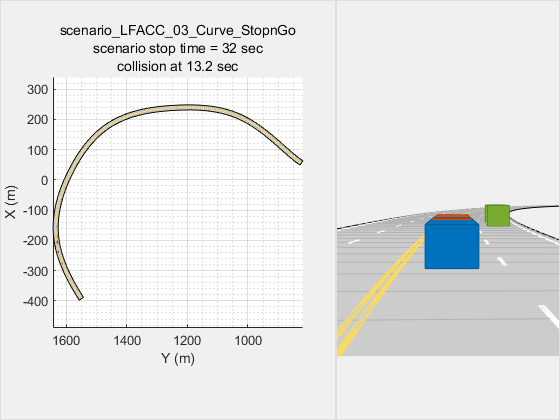 scenario_LFACC_03_Curve_StopnGo
scenario stop time = 32 sec
collision at 13.2 sec
300
200
100
0
-100
-200
-300
-400
X (m)
1600 1400 1200 1000
Y (m)